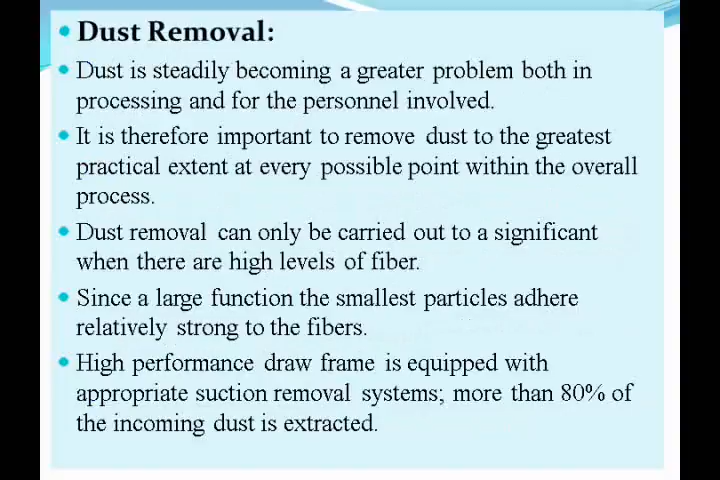 Dust Removal:
Dust is steadily becoming a greater problem both in
processing and for the personnel involved.
It is therefore important to remove dust to the greatest
practical extent at every possible point within the overall
process.
Dust removal can only be carried out to a significant
when there are high levels of fiber.
Since a large function the smallest particles adhere
relatively strong to the fibers.
High performance draw frame is equipped with
appropriate suction removal systems; more than 80% of
the incoming dust is extracted.